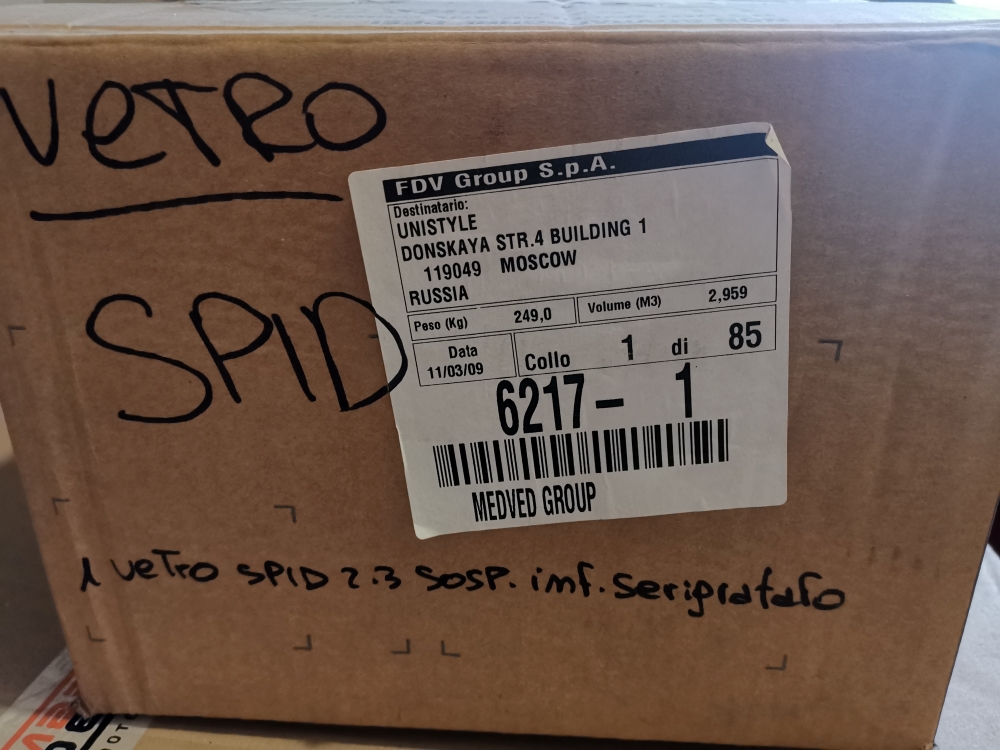 VETRO
SPID
FDV Group S.p.A.
Destinatario:
UNISTYLE
DONSKAYA STR.4 BUILDING 1
119049 MOSCOW
RUSSIA
Peso (Kg) 249,0 Volume (M3) 2,959
Data 11/03/09 Collo 1 di 85
6217- 1
MEDVED GROUP
1 vetro SPID 2.3 SOSP. imf. serigrafato